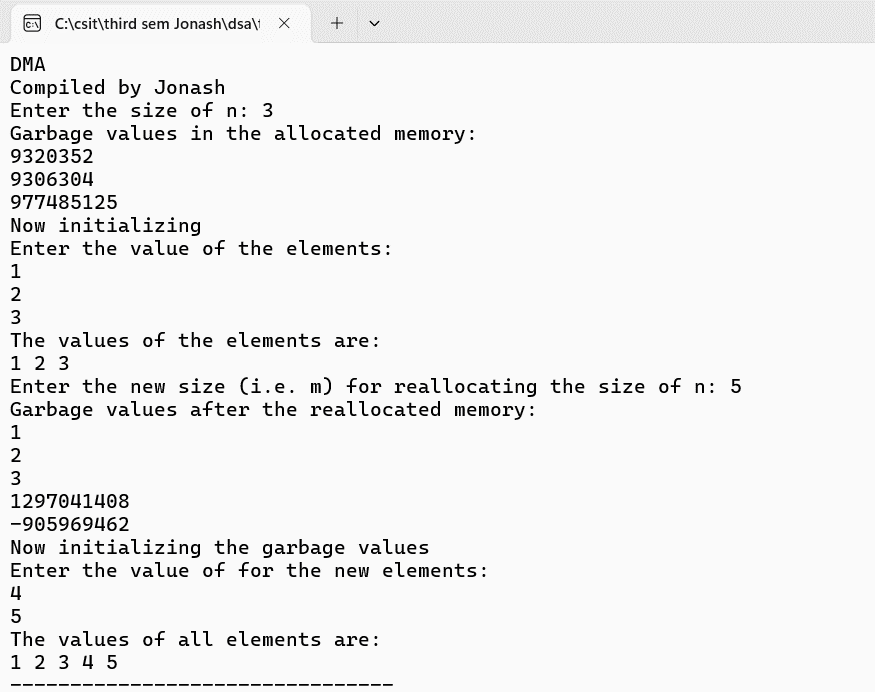 C:\csit\third sem Jonash\dsa\
DMA
Compiled by Jonash
Enter the size of n: 3
Garbage values in the allocated memory:
9320352
9306304
977485125
Now initializing
Enter the value of the elements:
1
2
3
The values of the elements are:
1 2 3
Enter the new size (i.e. m) for reallocating the size of n: 5
Garbage values after the reallocated memory:
1
2
3
1297041408
-905969462
Now initializing the garbage values
Enter the value of for the new elements:
4
5
The values of all elements are:
1 2 3 4 5
--------------------------------